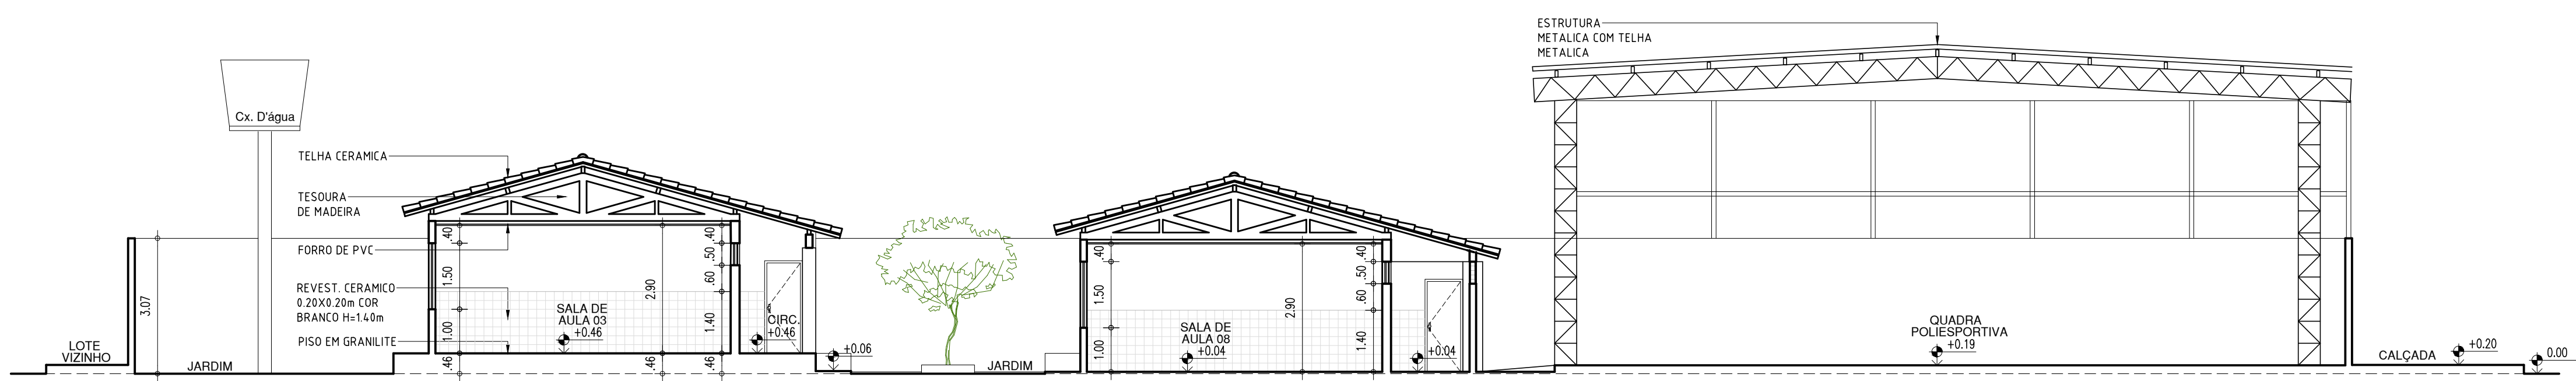 ESTRUTURA
METALICA COM TELHA
METALICA
Cx. D'água
TELHA CERAMICA
TESOURA
DE MADEIRA
FORRO DE PVC
REVEST. CERAMICO
0.20X0.20m COR
BRANCO H=1.40m
PISO EM GRANILITE
3.07
LOTE
VIZINHO
JARDIM
.40
1.50
1.00
.46
SALA DE
AULA 03
+0.46
2.90
.46
.40
.50
.60
1.40
.46
CIRC.
+0.46
+0.06
JARDIM
.40
1.50
1.00
SALA DE
AULA 08
+0.04
2.90
.40
.50
.60
1.40
+0.04
QUADRA
POLIESPORTIVA
+0.19
CALÇADA
+0.20
0.00